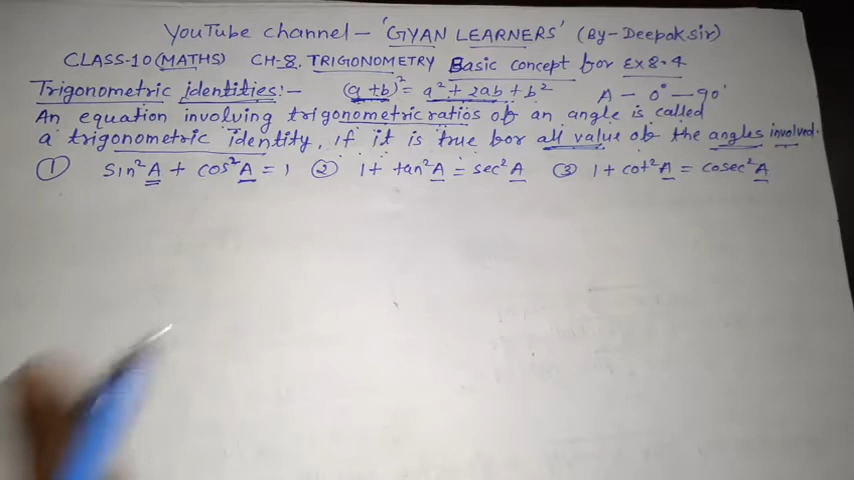 YouTube channel - 'GYAN LEARNERS' (By-Deepak sir)
CLASS-10 (MATHS) CH-8. TRIGONOMETRY Basic concept for Ex 8.4
Trigonometric identities:- (a+b)² = a² + 2ab + b² A - 0° - 90°
An equation involving trigonometric ratios of an angle is called
a trigonometric identity, if it is true for all value of the angles involved.
① sin²A + cos²A = 1 ② 1 + tan²A = sec²A ③ 1 + cot²A = cosec²A